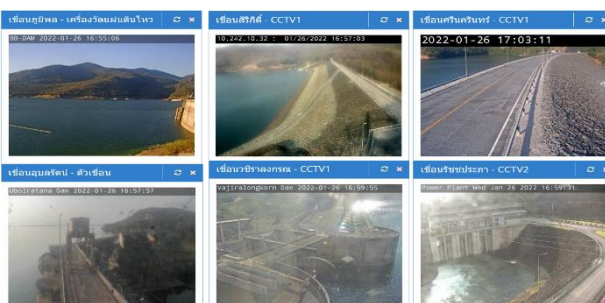 เขื่อนภูมิพล - เครื่องวัดแผ่นดินไหว
เขื่อนสิริกิติ์ - CCTV1
เขื่อนศรีนครินทร์ - CCTV1
BB-DAM 2022-01-26 16:55:06
10.242.10.32 : 01/26/2022 16:57:03
2022-01-26 17:03:11
เขื่อนอุบลรัตน์ - ตัวเขื่อน
เขื่อนวชิราลงกรณ - CCTV1
เขื่อนรัชชประภา - CCTV2
Ubolratana Dam 2022-01-26 16:57:57
Vajiralongkorn Dam 2022-01-26 16:59:55
Power Plant Wed Jan 26 2022 16:59:31